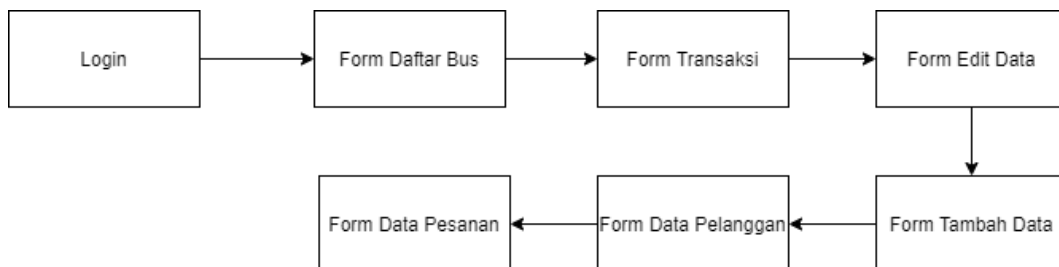 Login
Form Daftar Bus
Form Transaksi
Form Edit Data
Form Data Pesanan
Form Data Pelanggan
Form Tambah Data